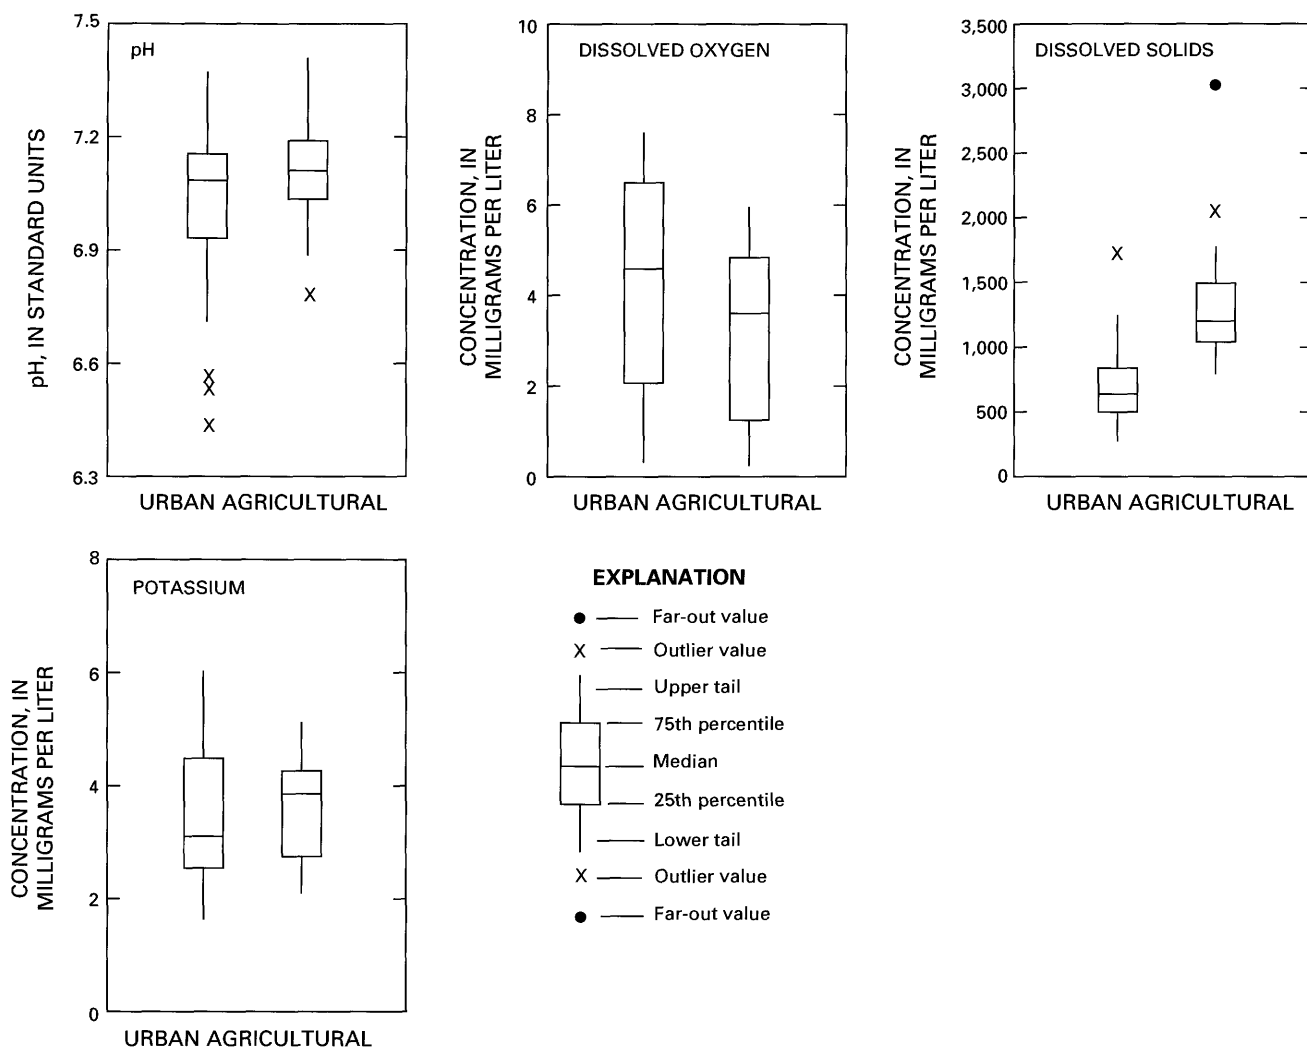 pH
pH, IN STANDARD UNITS
7.5
7.2
6.9
6.6
6.3
URBAN AGRICULTURAL
DISSOLVED OXYGEN
CONCENTRATION, IN
MILLIGRAMS PER LITER
10
8
6
4
2
0
URBAN AGRICULTURAL
DISSOLVED SOLIDS
CONCENTRATION, IN
MILLIGRAMS PER LITER
3,500
3,000
2,500
2,000
1,500
1,000
500
0
URBAN AGRICULTURAL
POTASSIUM
CONCENTRATION, IN
MILLIGRAMS PER LITER
8
6
4
2
0
URBAN AGRICULTURAL
EXPLANATION
Far-out value
X Outlier value
Upper tail
75th percentile
Median
25th percentile
Lower tail
X Outlier value
Far-out value